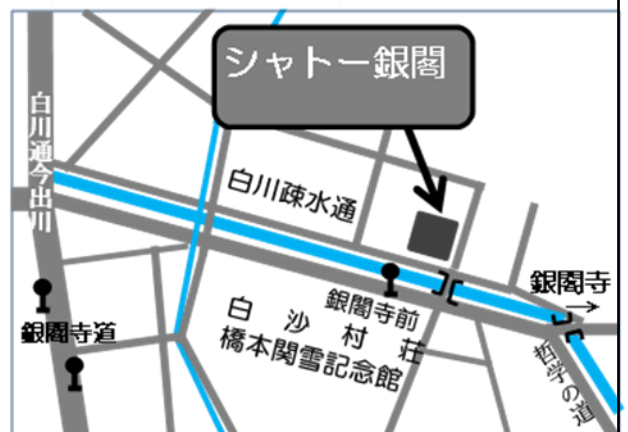 シャトー銀閣
白川通今出川
白川疎水通
銀閣寺
→
銀閣寺前
白沙村荘
橋本関雪記念館
銀閣寺道
哲学の道